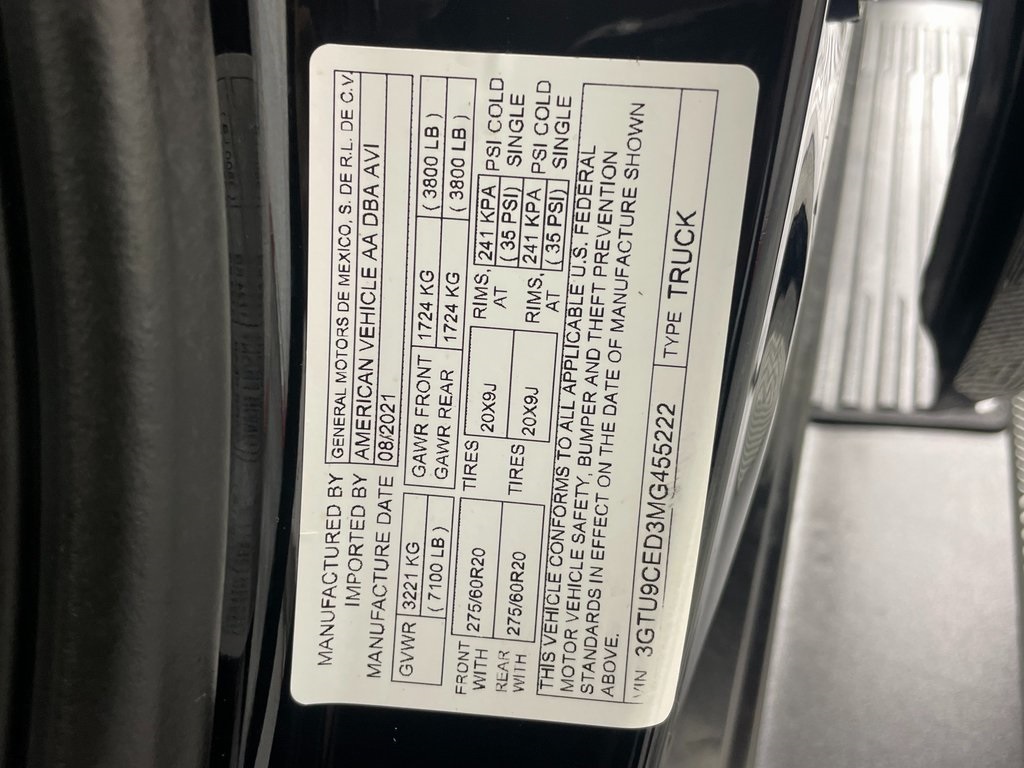 MANUFACTURED BY GENERAL MOTORS DE MEXICO, S. DE R.L. DE C.V.
IMPORTED BY AMERICAN VEHICLE AA DBA AVI
MANUFACTURE DATE 08/2021
GVWR 3221 KG GAWR FRONT 1724 KG ( 3800 LB )
( 7100 LB ) GAWR REAR 1724 KG ( 3800 LB )
FRONT 275/60R20 TIRES 20X9J RIMS, 241 KPA PSI COLD
WITH AT ( 35 PSI) SINGLE
REAR 275/60R20 TIRES 20X9J RIMS, 241 KPA PSI COLD
WITH AT ( 35 PSI) SINGLE
THIS VEHICLE CONFORMS TO ALL APPLICABLE U.S. FEDERAL
MOTOR VEHICLE SAFETY, BUMPER AND THEFT PREVENTION
STANDARDS IN EFFECT ON THE DATE OF MANUFACTURE SHOWN
ABOVE.
VIN 3GTU9CED3MG455222 TYPE TRUCK